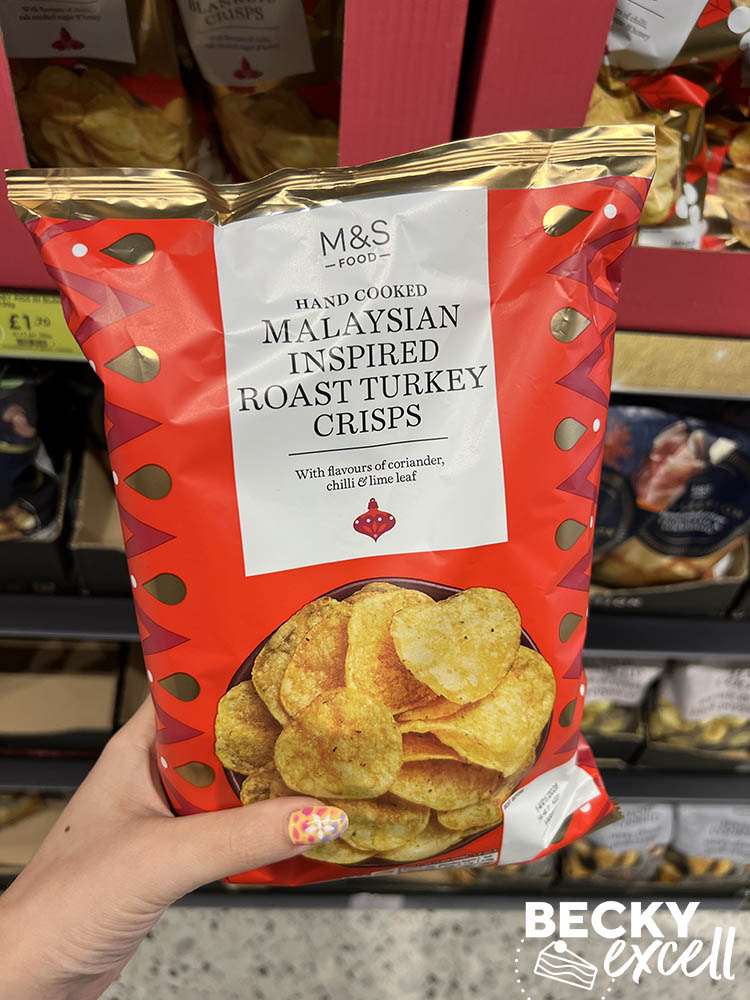 BLANKETS
CRISPS
£1.70
M&S
FOOD
HAND COOKED
MALAYSIAN
INSPIRED
ROAST TURKEY
CRISPS
With flavours of coriander,
chilli & lime leaf
BECKY
excell